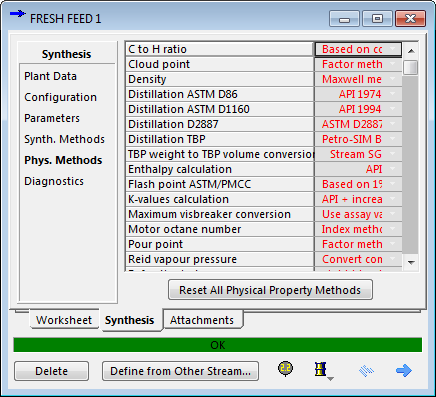 FRESH FEED 1
Synthesis
Plant Data
Configuration
Parameters
Synth. Methods
Phys. Methods
Diagnostics
C to H ratio Based on cc
Cloud point Factor meth
Density Maxwell me
Distillation ASTM D86 API 1974
Distillation ASTM D1160 API 1994
Distillation D2887 ASTM D2887
Distillation TBP Petro-SIM B
TBP weight to TBP volume conversion Stream SG
Enthalpy calculation API
Flash point ASTM/PMCC Based on 1%
K-values calculation API + increa
Maximum visbreaker conversion Use assay va
Motor octane number Index metho
Pour point Factor meth
Reid vapour pressure Convert com
Reset All Physical Property Methods
Worksheet Synthesis Attachments
OK
Delete Define from Other Stream...